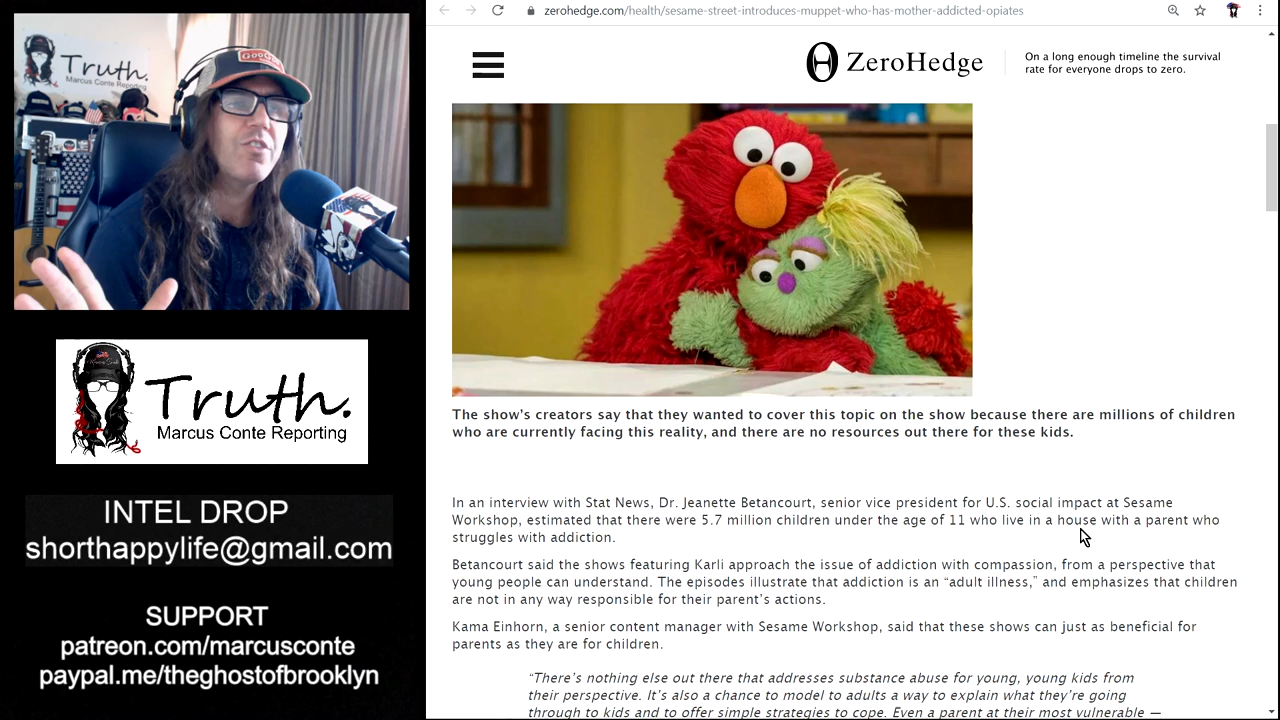 Truth.
Marcus Conte Reporting
Truth.
Marcus Conte Reporting
INTEL DROP
shorthappylife@gmail.com
SUPPORT
patreon.com/marcusconte
paypal.me/theghostofbrooklyn
zerohedge.com/health/sesame-street-introduces-muppet-who-has-mother-addicted-opiates
ZeroHedge
On a long enough timeline the survival
rate for everyone drops to zero.
The show's creators say that they wanted to cover this topic on the show because there are millions of children
who are currently facing this reality, and there are no resources out there for these kids.
In an interview with Stat News, Dr. Jeanette Betancourt, senior vice president for U.S. social impact at Sesame
Workshop, estimated that there were 5.7 million children under the age of 11 who live in a house with a parent who
struggles with addiction.
Betancourt said the shows featuring Karli approach the issue of addiction with compassion, from a perspective that
young people can understand. The episodes illustrate that addiction is an “adult illness,” and emphasizes that children
are not in any way responsible for their parent's actions.
Kama Einhorn, a senior content manager with Sesame Workshop, said that these shows can just as beneficial for
parents as they are for children.
“There's nothing else out there that addresses substance abuse for young, young kids from
their perspective. It's also a chance to model to adults a way to explain what they're going
through to kids and to offer simple strategies to cope. Even a parent at their most vulnerable —